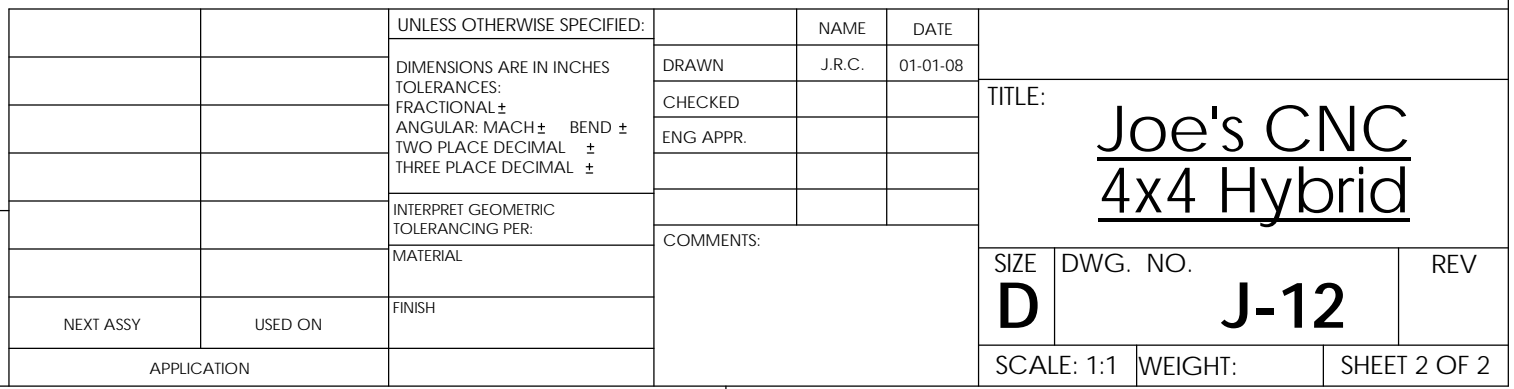 UNLESS OTHERWISE SPECIFIED:
DIMENSIONS ARE IN INCHES
TOLERANCES:
FRACTIONAL ±
ANGULAR: MACH ± BEND ±
TWO PLACE DECIMAL ±
THREE PLACE DECIMAL ±
INTERPRET GEOMETRIC
TOLERANCING PER:
MATERIAL
FINISH
NEXT ASSY USED ON
APPLICATION
NAME DATE
DRAWN J.R.C. 01-01-08
CHECKED
ENG APPR.
COMMENTS:
TITLE:
Joe's CNC
4x4 Hybrid
SIZE DWG. NO. REV
D J-12
SCALE: 1:1 WEIGHT: SHEET 2 OF 2